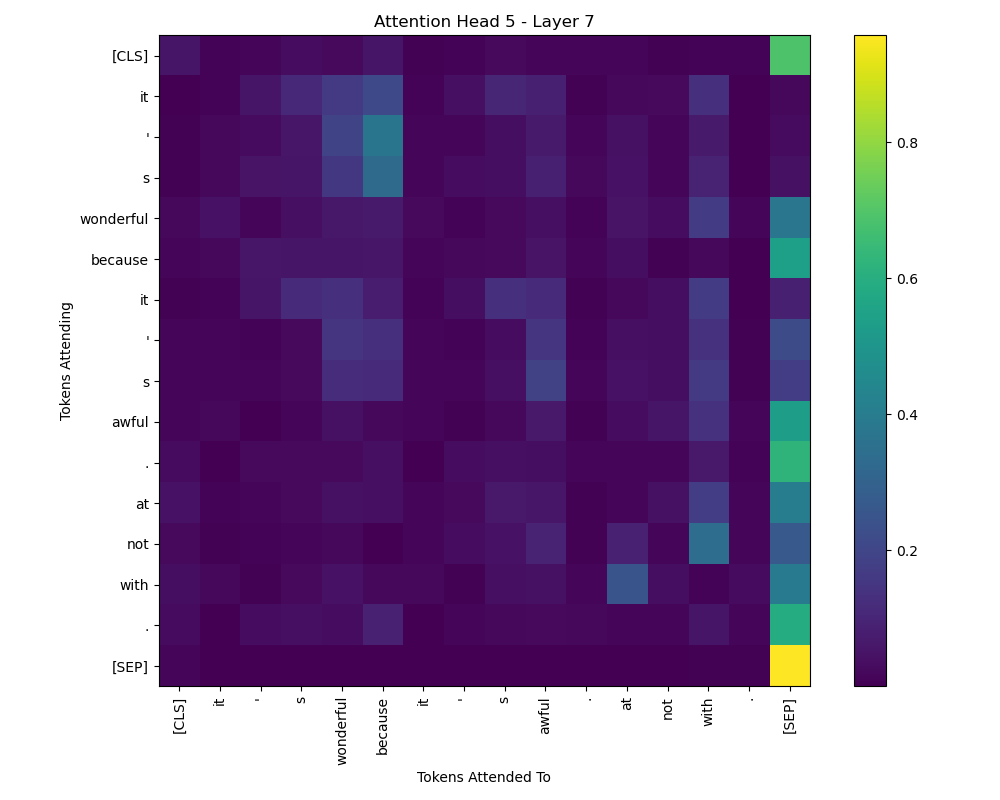 Attention Head 5 - Layer 7
Tokens Attending
[CLS]
it
'
s
wonderful
because
it
'
s
awful
.
at
not
with
.
[SEP]
[CLS]
it
'
s
wonderful
because
it
'
s
awful
.
at
not
with
.
[SEP]
Tokens Attended To
0.8
0.6
0.4
0.2